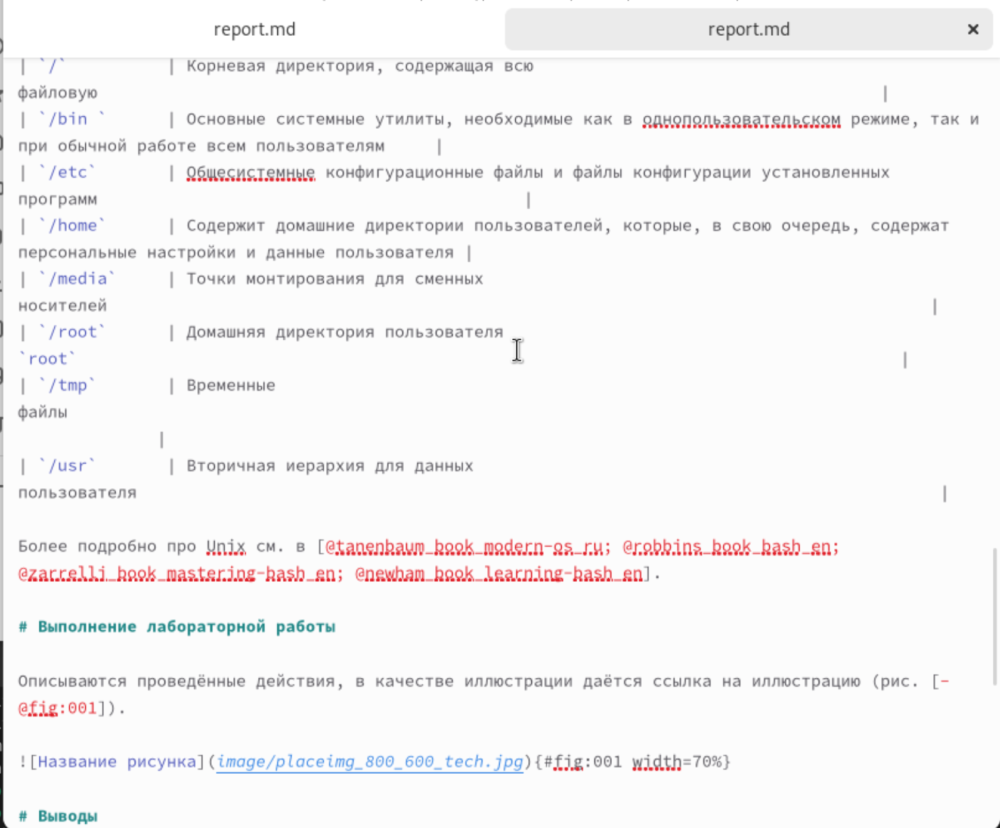 report.md report.md
| `/` | Корневая директория, содержащая всю
файловую |
| `/bin ` | Основные системные утилиты, необходимые как в однопользовательском режиме, так и
при обычной работе всем пользователям |
| `/etc` | Общесистемные конфигурационные файлы и файлы конфигурации установленных
программ |
| `/home` | Содержит домашние директории пользователей, которые, в свою очередь, содержат
персональные настройки и данные пользователя |
| `/media` | Точки монтирования для сменных
носителей |
| `/root` | Домашняя директория пользователя
`root` |
| `/tmp` | Временные
файлы
|
| `/usr` | Вторичная иерархия для данных
пользователя |
Более подробно про Unix см. в [@tanenbaum_book_modern-os_ru; @robbins_book_bash_en;
@zarrelli_book_mastering-bash_en; @newham_book_learning-bash_en].
# Выполнение лабораторной работы
Описываются проведённые действия, в качестве иллюстрации даётся ссылка на иллюстрацию (рис. [-
@fig:001]).
![Название рисунка](image/placeimg_800_600_tech.jpg){#fig:001 width=70%}
# Выводы